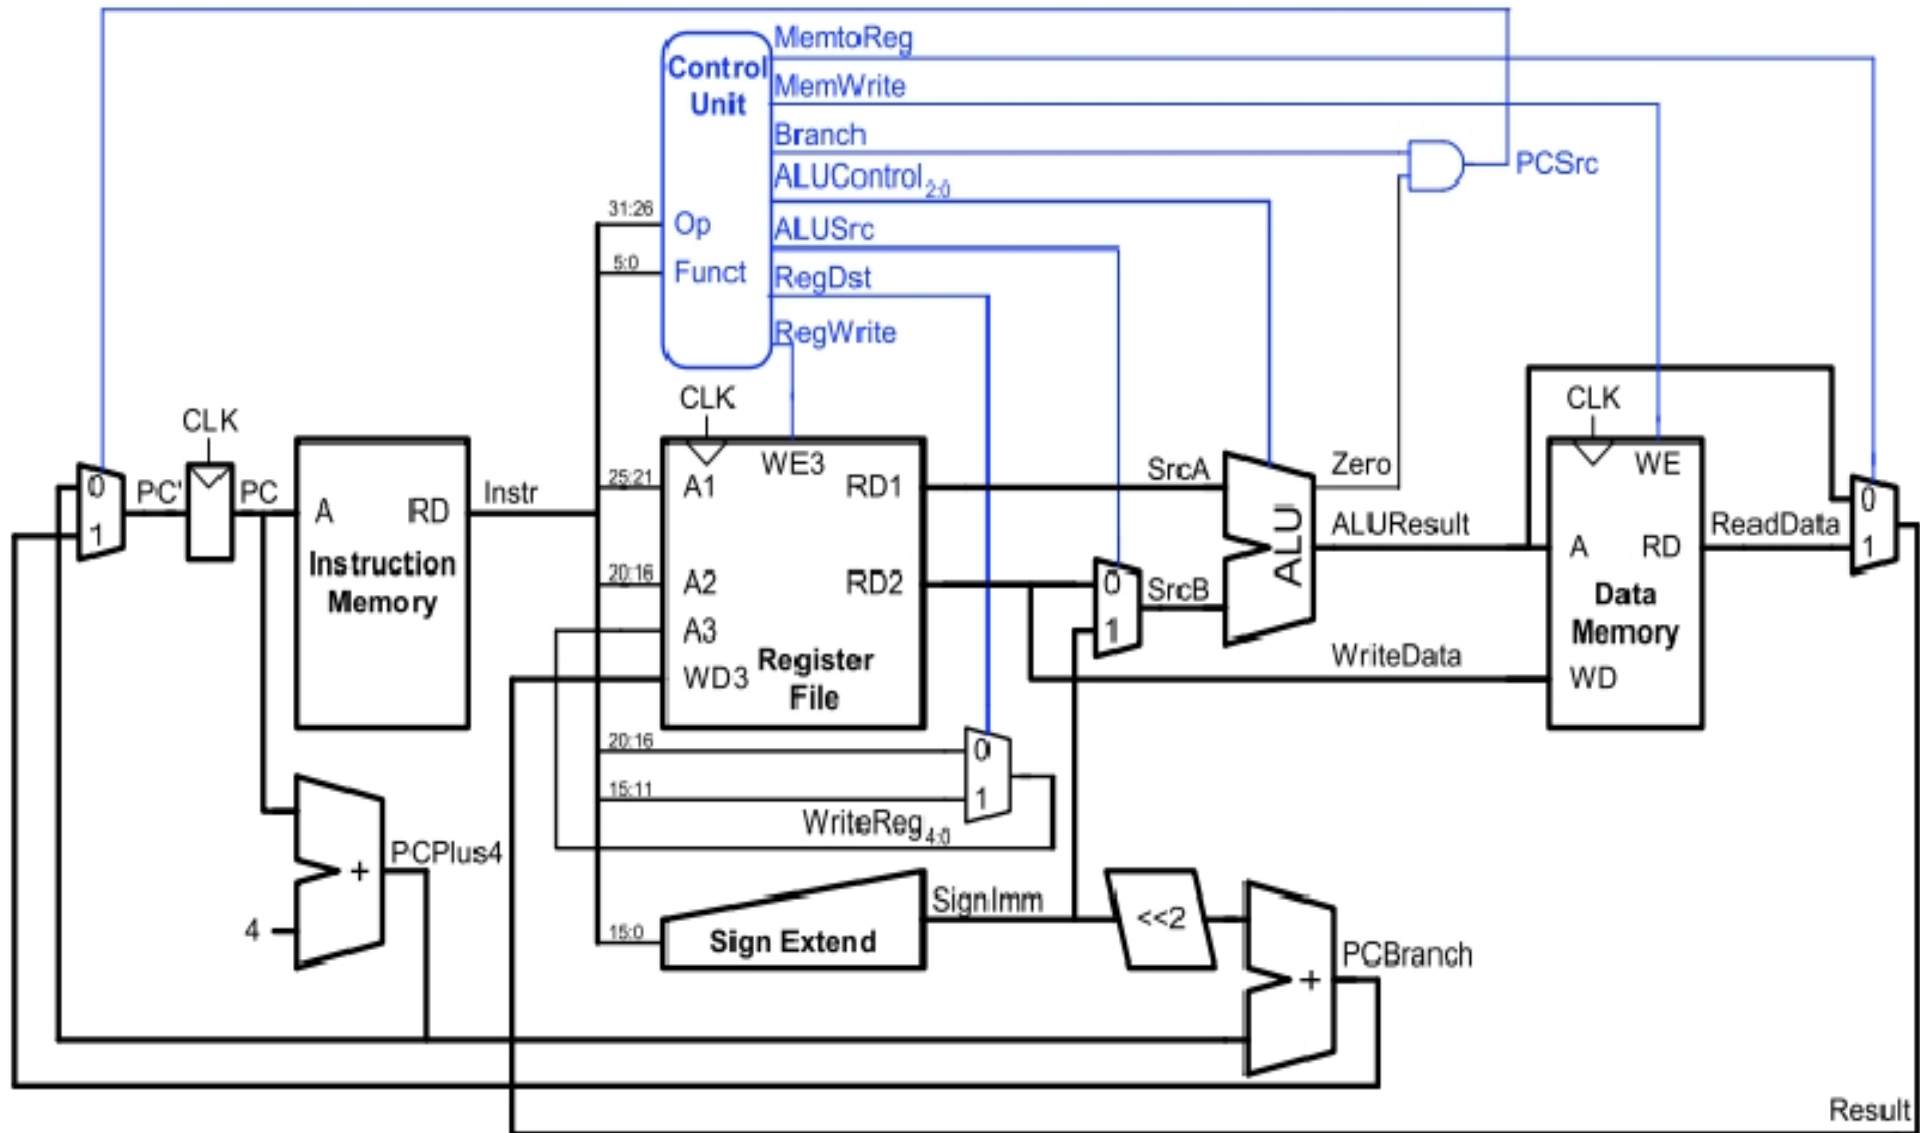 MemtoReg
Control
Unit
MemWrite
Branch
PCSrc
ALUControl2:0
31:26
Op
ALUSrc
5:0
Funct
RegDst
RegWrite
CLK
CLK
CLK
0
1
PC'
PC
A
RD
Instruction
Memory
Instr
25:21
A1
WE3
RD1
20:16
A2
RD2
A3
WD3
Register
File
SrcA
0
1
SrcB
ALU
Zero
ALUResult
WriteData
WE
A
RD
Data
Memory
WD
ReadData
0
1
20:16
0
15:11
1
WriteReg4:0
PCPlus4
+
4
15:0
Sign Extend
SignImm
<<2
+
PCBranch
Result